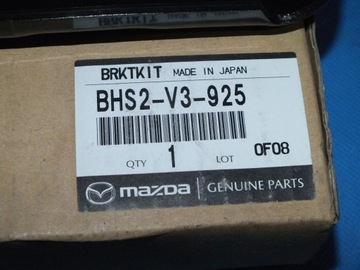 BRKTKIT MADE IN JAPAN
BHS2-V3-925
QTY 1 LOT 0F08
mazda GENUINE PARTS